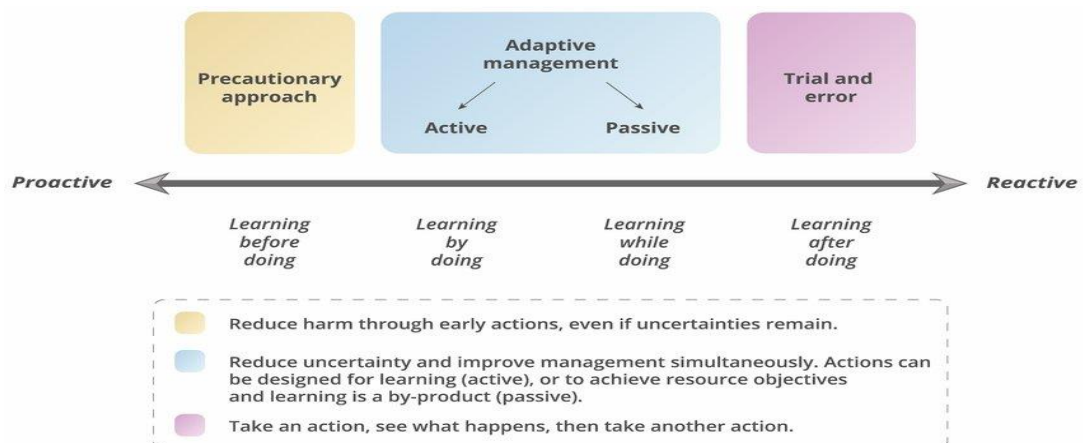 Precautionary
approach
Adaptive
management
Active
Passive
Trial and
error
Proactive
Reactive
Learning
before
doing
Learning
by
doing
Learning
while
doing
Learning
after
doing
Reduce harm through early actions, even if uncertainties remain.
Reduce uncertainty and improve management simultaneously. Actions can
be designed for learning (active), or to achieve resource objectives
and learning is a by-product (passive).
Take an action, see what happens, then take another action.